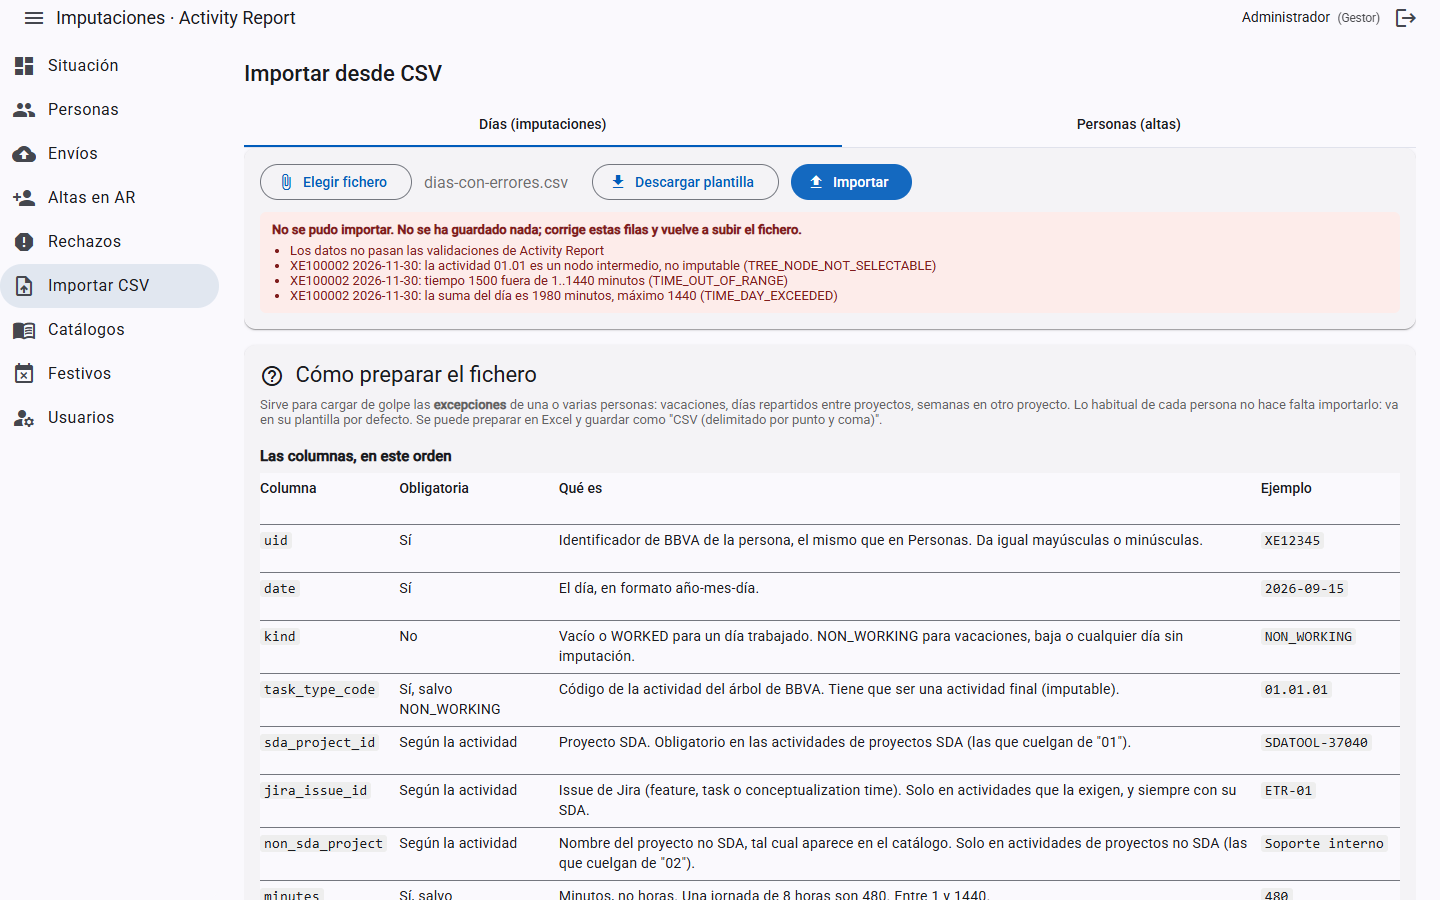 Imputaciones · Activity Report
Administrador (Gestor)
Situación
Personas
Envíos
Altas en AR
Rechazos
Importar CSV
Catálogos
Festivos
Usuarios
Importar desde CSV
Días (imputaciones)
Personas (altas)
Elegir fichero
dias-con-errores.csv
Descargar plantilla
Importar
No se pudo importar. No se ha guardado nada; corrige estas filas y vuelve a subir el fichero.
• Los datos no pasan las validaciones de Activity Report
• XE100002 2026-11-30: la actividad 01.01 es un nodo intermedio, no imputable (TREE_NODE_NOT_SELECTABLE)
• XE100002 2026-11-30: tiempo 1500 fuera de 1..1440 minutos (TIME_OUT_OF_RANGE)
• XE100002 2026-11-30: la suma del día es 1980 minutos, máximo 1440 (TIME_DAY_EXCEEDED)
Cómo preparar el fichero
Sirve para cargar de golpe las excepciones de una o varias personas: vacaciones, días repartidos entre proyectos, semanas en otro proyecto. Lo habitual de cada persona no hace falta importarlo: va
en su plantilla por defecto. Se puede preparar en Excel y guardar como "CSV (delimitado por punto y coma)".
Las columnas, en este orden
Columna Obligatoria Qué es Ejemplo
uid Sí Identificador de BBVA de la persona, el mismo que en Personas. Da igual mayúsculas o minúsculas. XE12345
date Sí El día, en formato año-mes-día. 2026-09-15
kind No Vacío o WORKED para un día trabajado. NON_WORKING para vacaciones, baja o cualquier día sin NON_WORKING
imputación.
task_type_code Sí, salvo Código de la actividad del árbol de BBVA. Tiene que ser una actividad final (imputable). 01.01.01
NON_WORKING
sda_project_id Según la actividad Proyecto SDA. Obligatorio en las actividades de proyectos SDA (las que cuelgan de "01"). SDATOOL-37040
jira_issue_id Según la actividad Issue de Jira (feature, task o conceptualization time). Solo en actividades que la exigen, y siempre con su ETR-01
SDA.
non_sda_project Según la actividad Nombre del proyecto no SDA, tal cual aparece en el catálogo. Solo en actividades de proyectos no SDA (las Soporte interno
que cuelgan de "02").
minutes Sí, salvo Minutos, no horas. Una jornada de 8 horas son 480. Entre 1 y 1440. 480